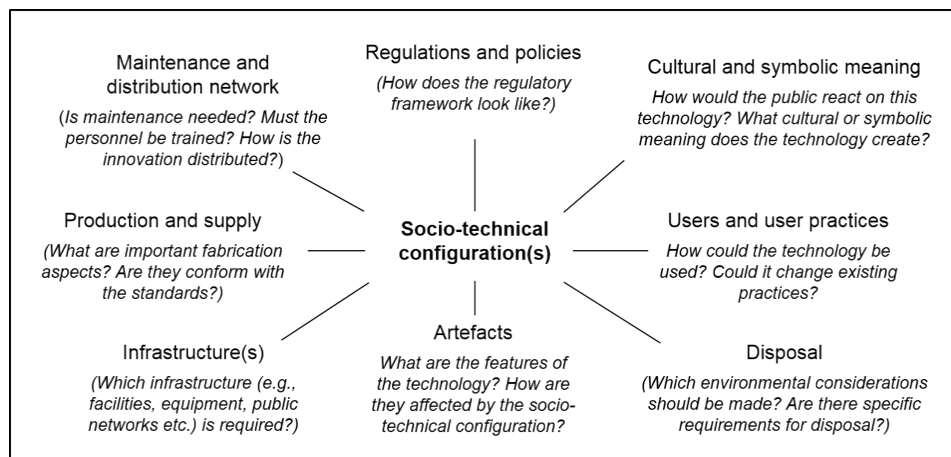 Maintenance and
distribution network
(Is maintenance needed? Must the
personnel be trained? How is the
innovation distributed?)
Regulations and policies
(How does the regulatory
framework look like?)
Cultural and symbolic meaning
How would the public react on this
technology? What cultural or symbolic
meaning does the technology create?
Production and supply
(What are important fabrication
aspects? Are they conform with
the standards?)
Socio-technical
configuration(s)
Users and user practices
How could the technology be
used? Could it change existing
practices?
Infrastructure(s)
(Which infrastructure (e.g.,
facilities, equipment, public
networks etc.) is required?)
Artefacts
What are the features of
the technology? How are
they affected by the socio-
technical configuration?
Disposal
(Which environmental considerations
should be made? Are there specific
requirements for disposal?)